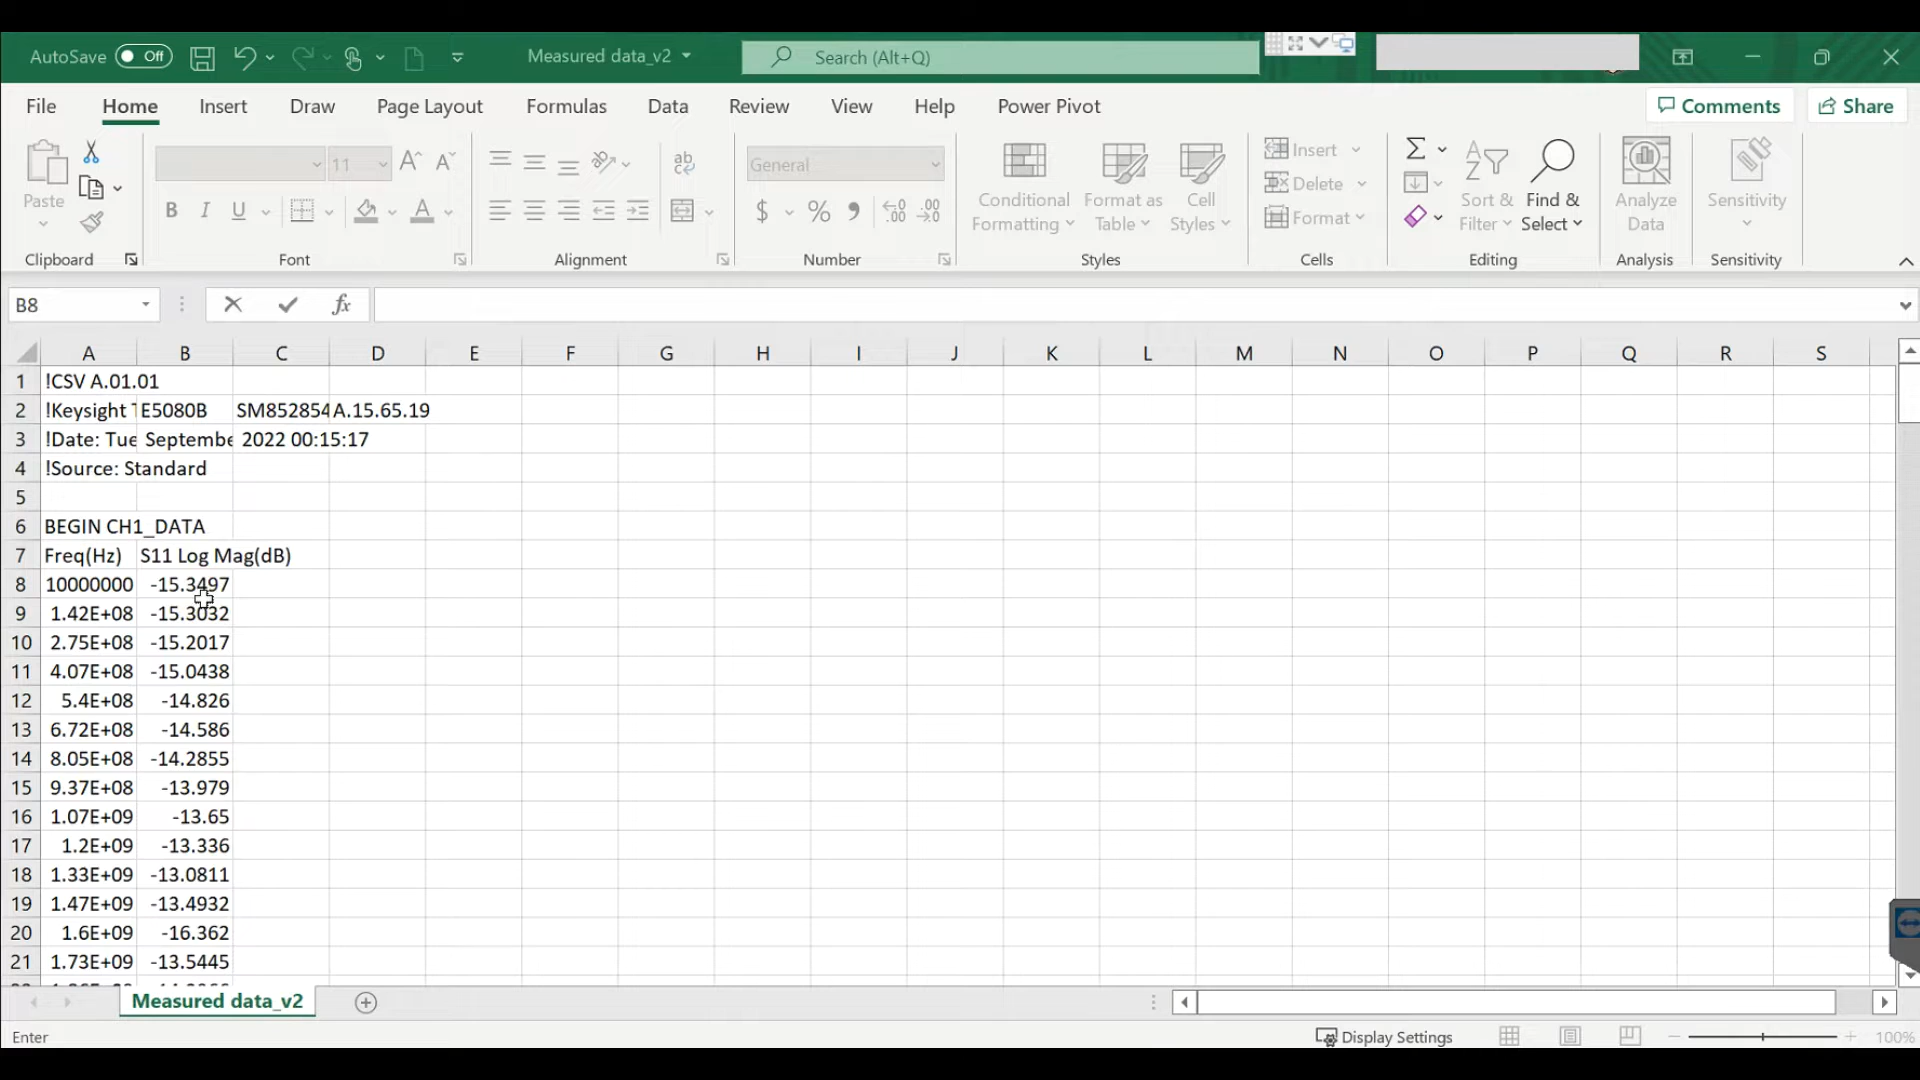 AutoSave Off Measured data_v2 Search (Alt+Q)
File Home Insert Draw Page Layout Formulas Data Review View Help Power Pivot Comments Share
Paste
Clipboard
11
B I U
Font
Alignment
General
$ %
Number
Conditional Formatting
Format as Table
Cell Styles
Styles
Insert
Delete
Format
Cells
Sort & Filter
Find & Select
Editing
Analyze Data
Analysis
Sensitivity
Sensitivity
B8 fx
A B C D E F G H I J K L M N O P Q R S
1 !CSV A.01.01
2 !Keysight E5080B SM852854 A.15.65.19
3 !Date: Tue Septembe 2022 00:15:17
4 !Source: Standard
5
6 BEGIN CH1_DATA
7 Freq(Hz) S11 Log Mag(dB)
8 10000000 -15.3497
9 1.42E+08 -15.3032
10 2.75E+08 -15.2017
11 4.07E+08 -15.0438
12 5.4E+08 -14.826
13 6.72E+08 -14.586
14 8.05E+08 -14.2855
15 9.37E+08 -13.979
16 1.07E+09 -13.65
17 1.2E+09 -13.336
18 1.33E+09 -13.0811
19 1.47E+09 -13.4932
20 1.6E+09 -16.362
21 1.73E+09 -13.5445
Measured data_v2
Enter Display Settings 100%